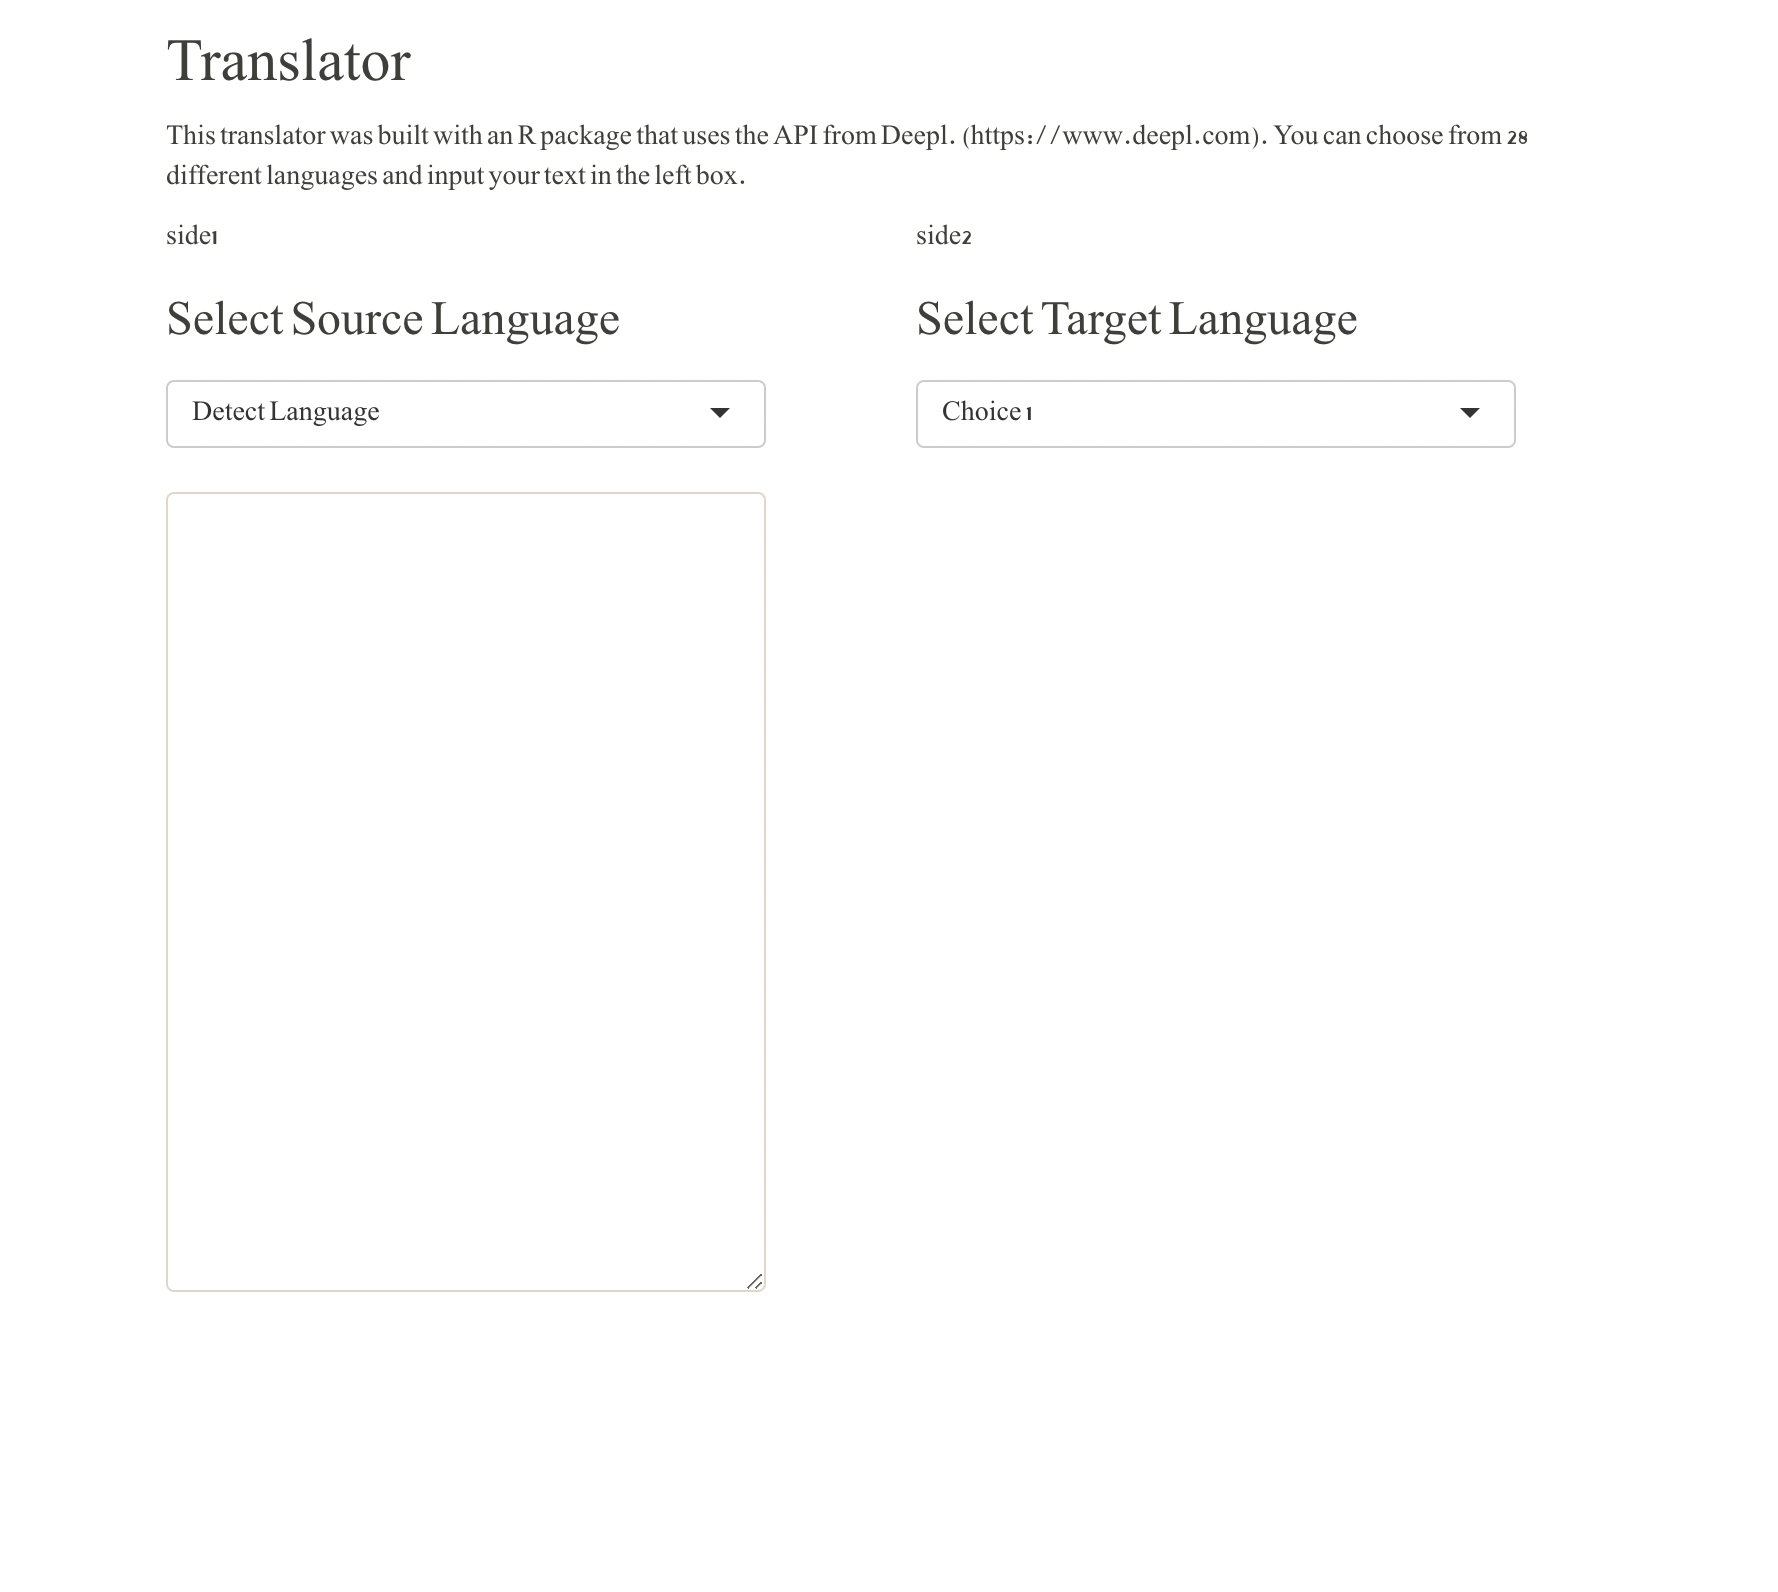 Translator
This translator was built with an R package that uses the API from Deepl. (https://www.deepl.com). You can choose from 28
different languages and input your text in the left box.
side1
side2
Select Source Language
Select Target Language
Detect Language
Choice 1